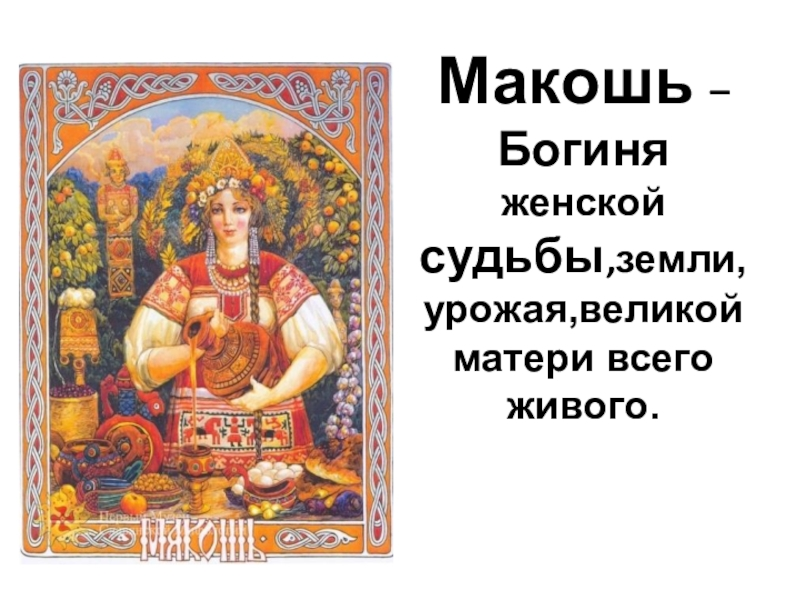 Макошь –
Богиня
женской
судьбы,земли,
урожая,великой
матери всего
живого.
МАКОШЬ